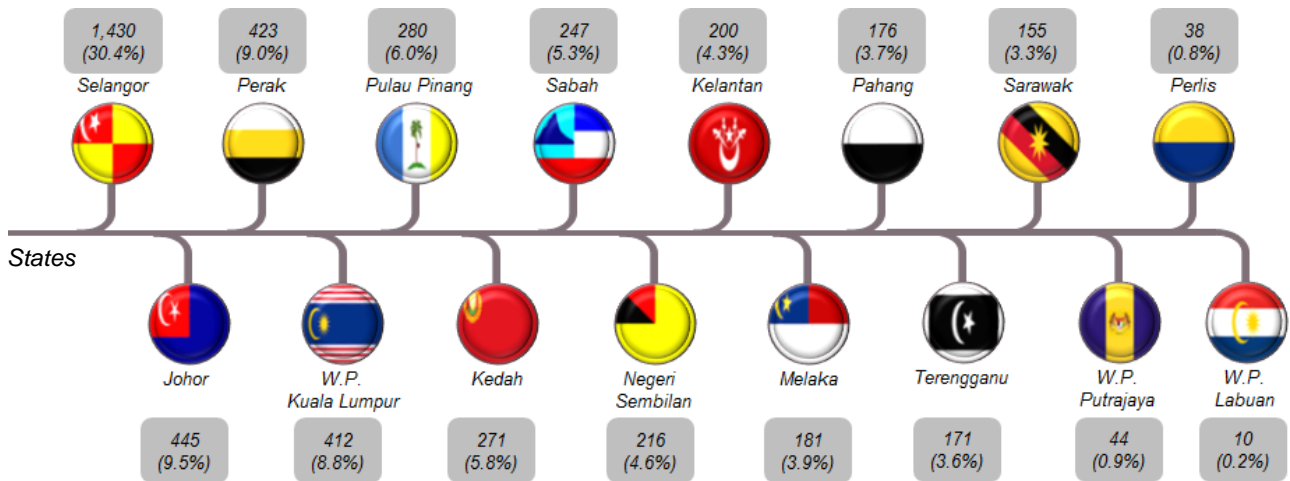 1,430
(30.4%)
Selangor
423
(9.0%)
Perak
280
(6.0%)
Pulau Pinang
247
(5.3%)
Sabah
200
(4.3%)
Kelantan
176
(3.7%)
Pahang
155
(3.3%)
Sarawak
38
(0.8%)
Perlis
States
Johor
445
(9.5%)
W.P.
Kuala Lumpur
412
(8.8%)
Kedah
271
(5.8%)
Negeri
Sembilan
216
(4.6%)
Melaka
181
(3.9%)
Terengganu
171
(3.6%)
W.P.
Putrajaya
44
(0.9%)
W.P.
Labuan
10
(0.2%)